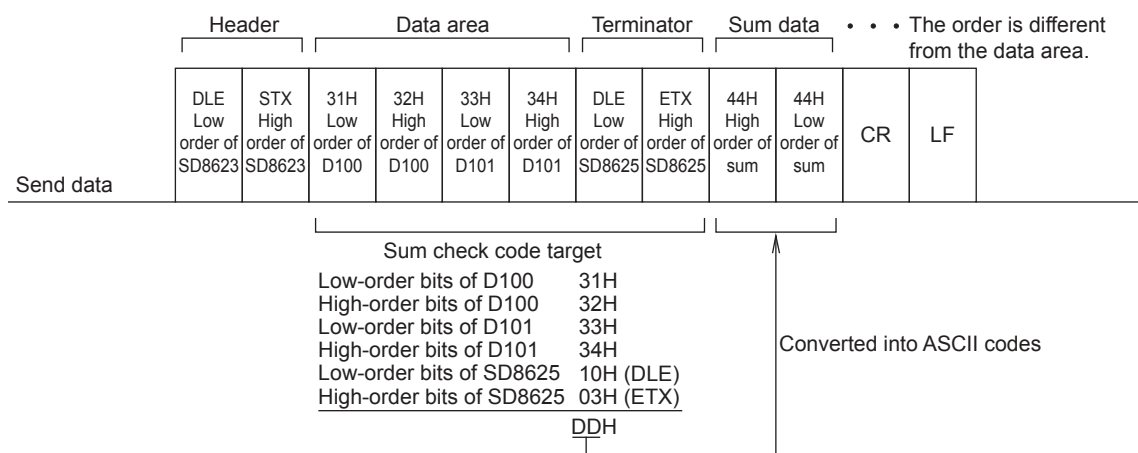 Header Data area Terminator Sum data • • • The order is different
from the data area.
DLE Low order of SD8623
STX High order of SD8623
31H Low order of D100
32H High order of D100
33H Low order of D101
34H High order of D101
DLE Low order of SD8625
ETX High order of SD8625
44H High order of sum
44H Low order of sum
CR
LF
Send data
Sum check code target
Low-order bits of D100 31H
High-order bits of D100 32H
Low-order bits of D101 33H
High-order bits of D101 34H
Low-order bits of SD8625 10H (DLE)
High-order bits of SD8625 03H (ETX)
DDH
Converted into ASCII codes